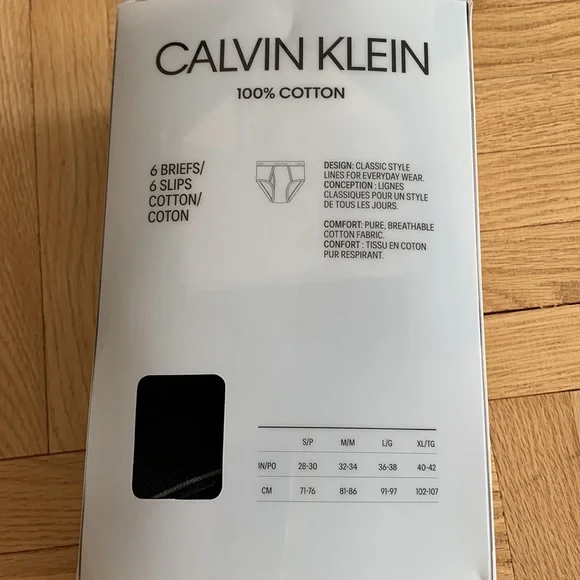 CALVIN KLEIN
100% COTTON
6 BRIEFS/
6 SLIPS
COTTON/
COTON
DESIGN: CLASSIC STYLE
LINES FOR EVERYDAY WEAR.
CONCEPTION : LIGNES
CLASSIQUES POUR UN STYLE
DE TOUS LES JOURS.
COMFORT: PURE, BREATHABLE
COTTON FABRIC.
CONFORT : TISSU EN COTON
PUR RESPIRANT.
S/P M/M L/G XL/TG
IN/PO 28-30 32-34 36-38 40-42
CM 71-76 81-86 91-97 102-107